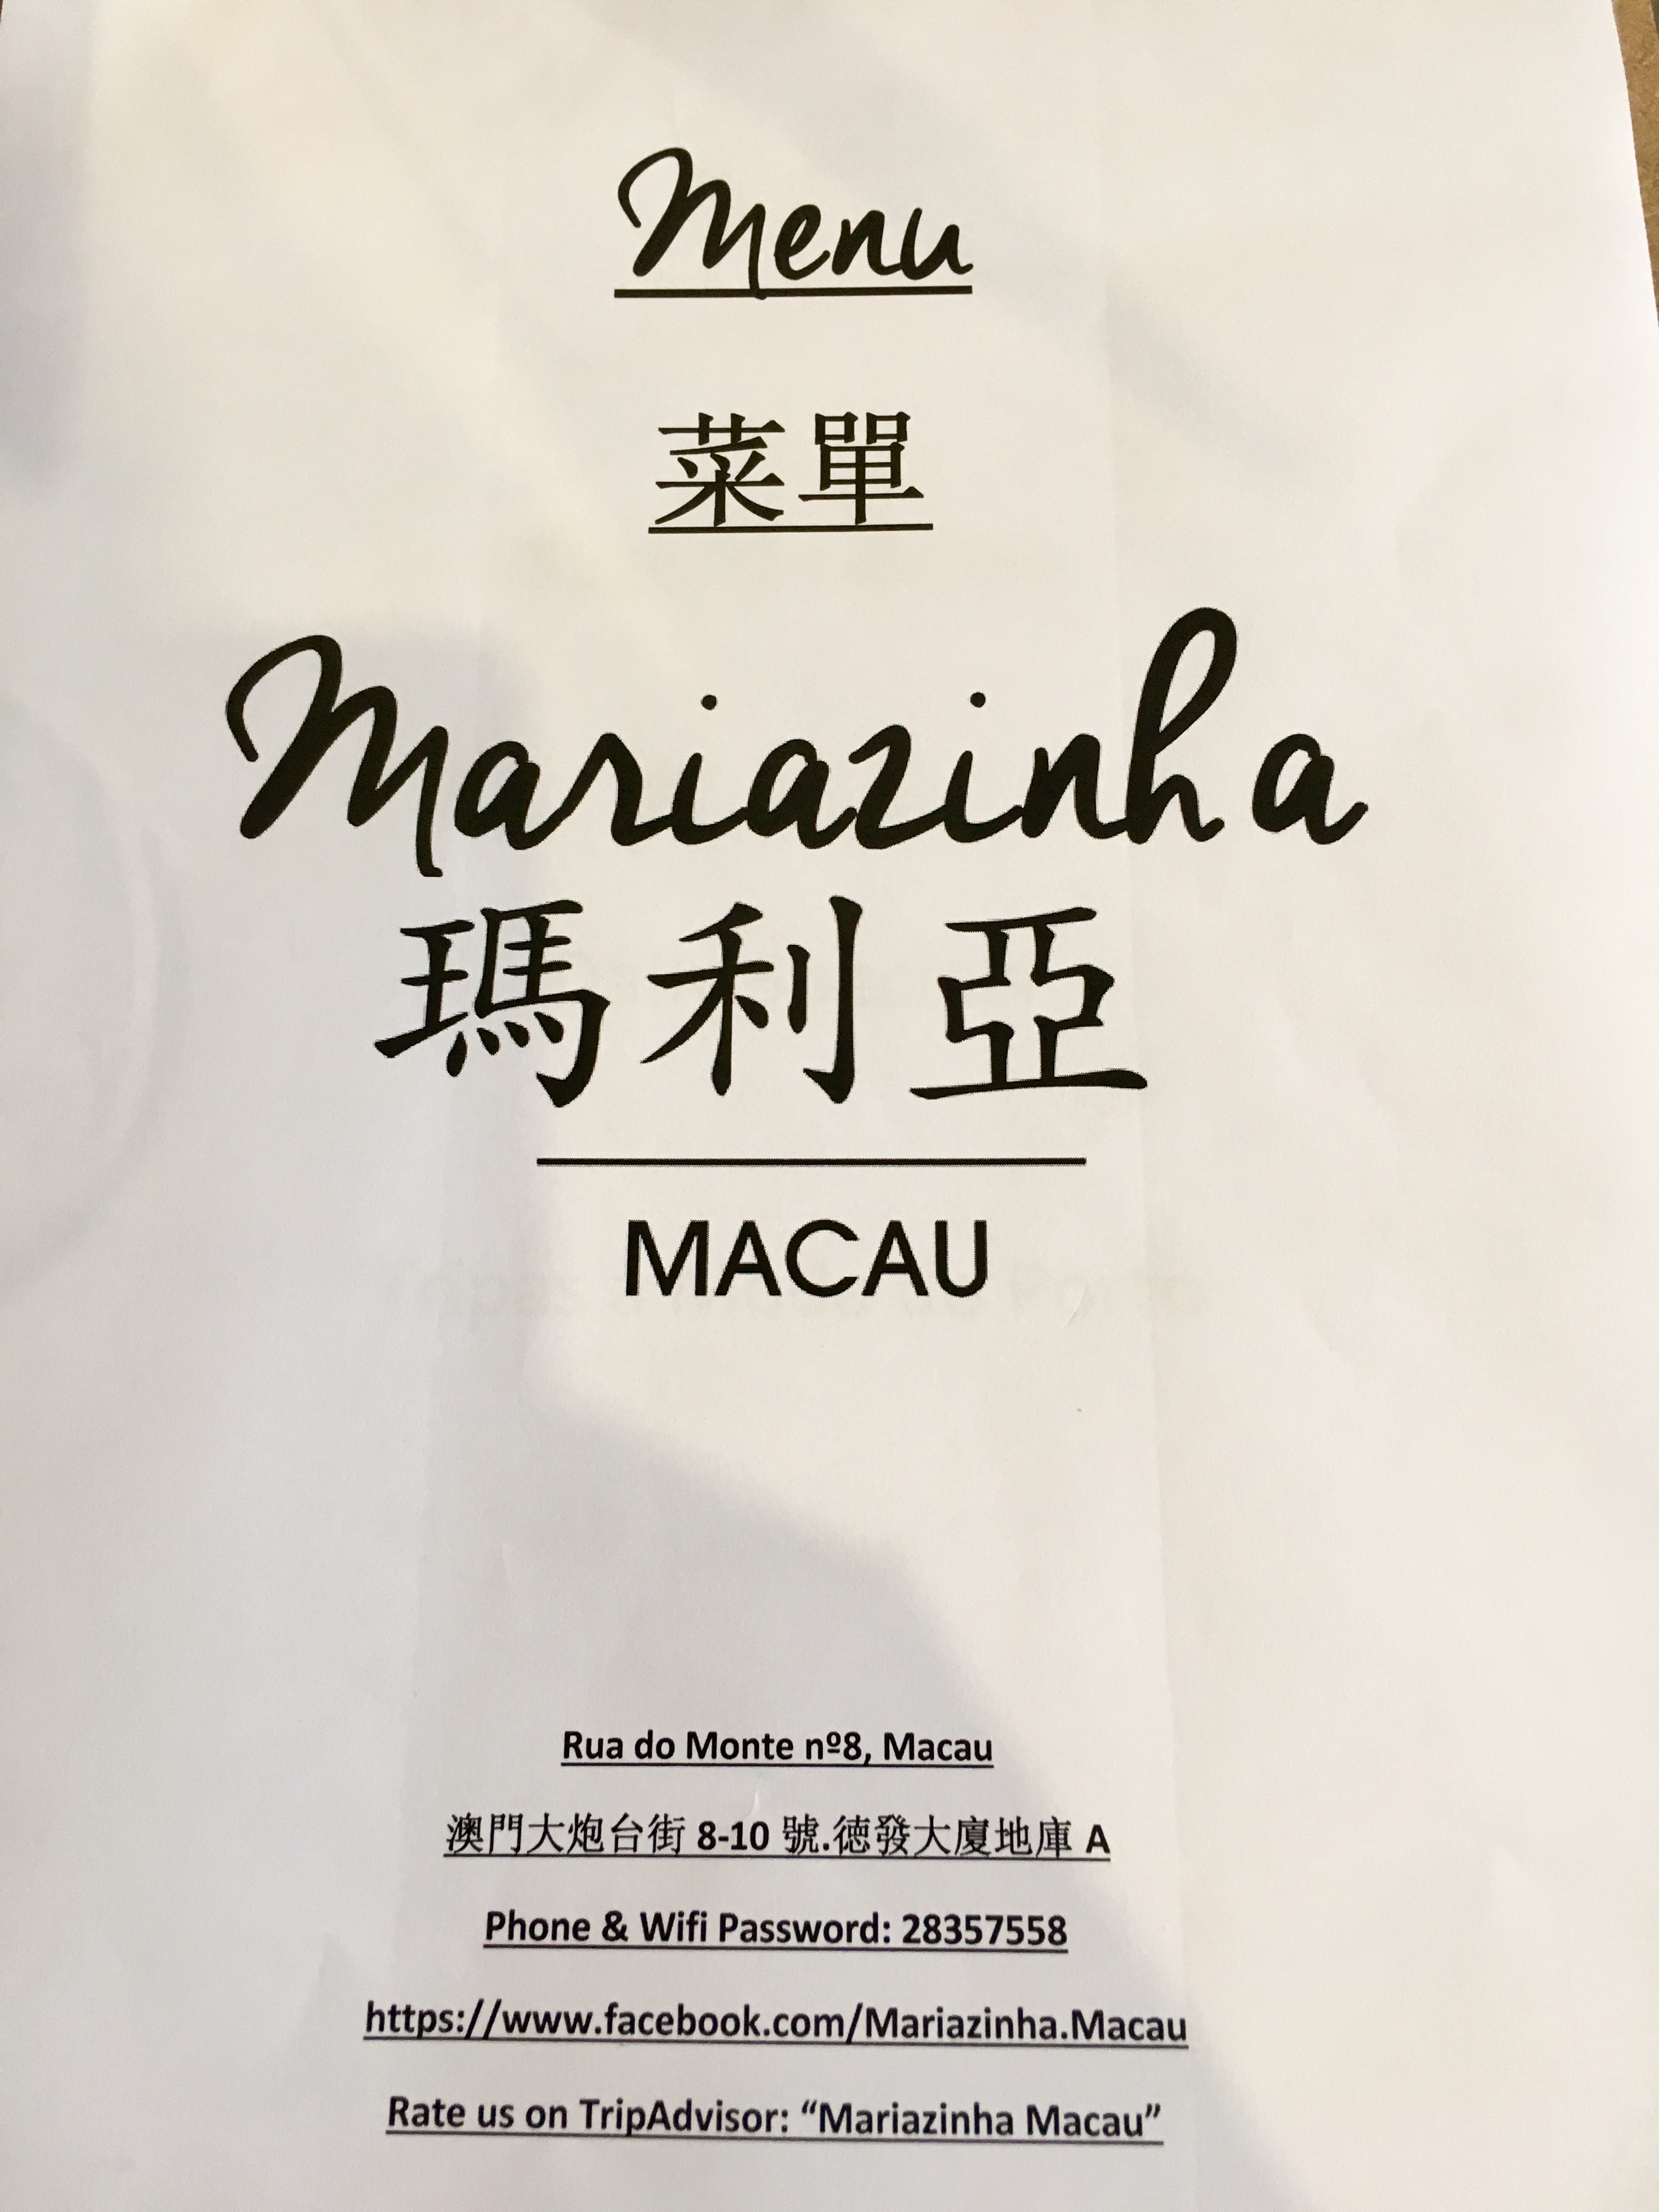 Menu
菜單
Mariazinha
瑪利亞
MACAU
Rua do Monte nº8, Macau
澳門大炮台街 8-10 號.德發大廈地庫 A
Phone & Wifi Password: 28357558
https://www.facebook.com/Mariazinha.Macau
Rate us on TripAdvisor: “Mariazinha Macau”